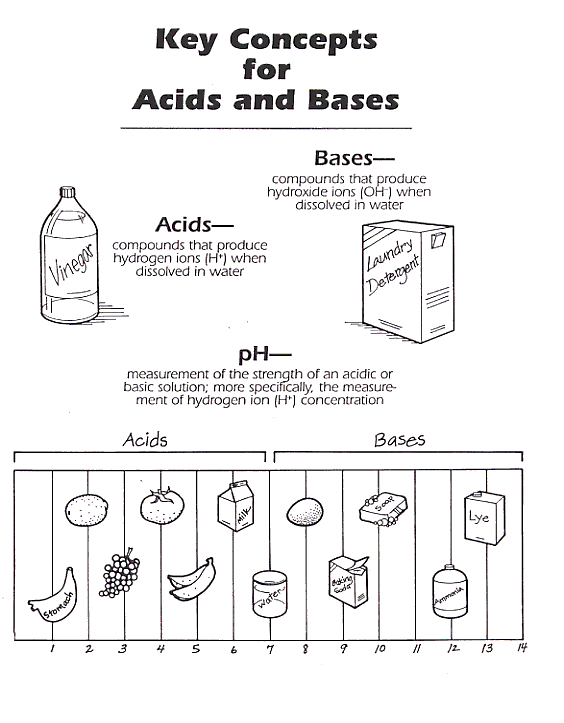 Key Concepts
for
Acids and Bases
Bases—
compounds that produce
hydroxide ions (OH⁻) when
dissolved in water
Acids—
compounds that produce
hydrogen ions (H⁺) when
dissolved in water
Vinegar
Laundry
Detergent
pH—
measurement of the strength of an acidic or
basic solution; more specifically, the measure-
ment of hydrogen ion (H⁺) concentration
Acids
Bases
Milk
Soap
Lye
Stomach
Water
Baking
Soda
Ammonia
1 2 3 4 5 6 7 8 9 10 11 12 13 14